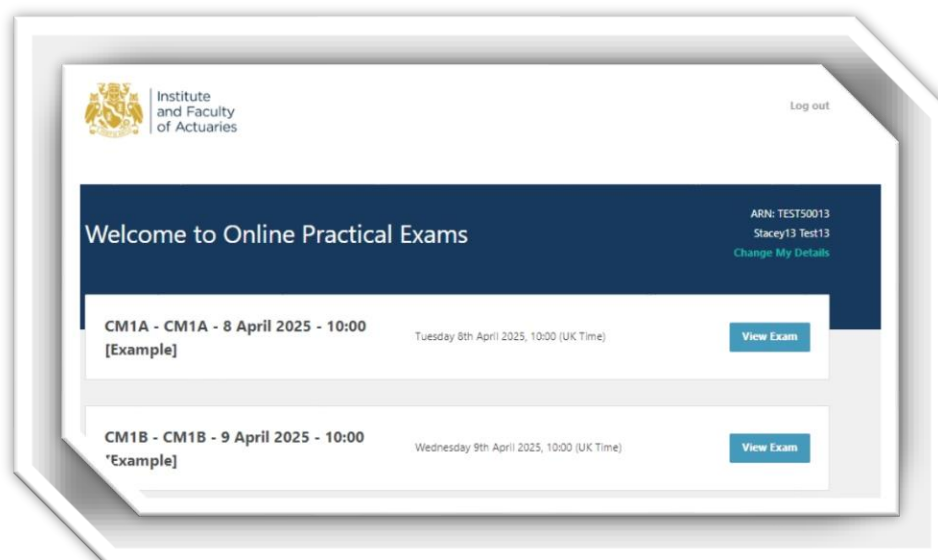 Institute
and Faculty
of Actuaries
Log out
Welcome to Online Practical Exams
ARN: TEST50013
Stacey13 Test13
Change My Details
CM1A - CM1A - 8 April 2025 - 10:00
[Example]
Tuesday 8th April 2025, 10:00 (UK Time)
View Exam
CM1B - CM1B - 9 April 2025 - 10:00
[Example]
Wednesday 9th April 2025, 10:00 (UK Time)
View Exam